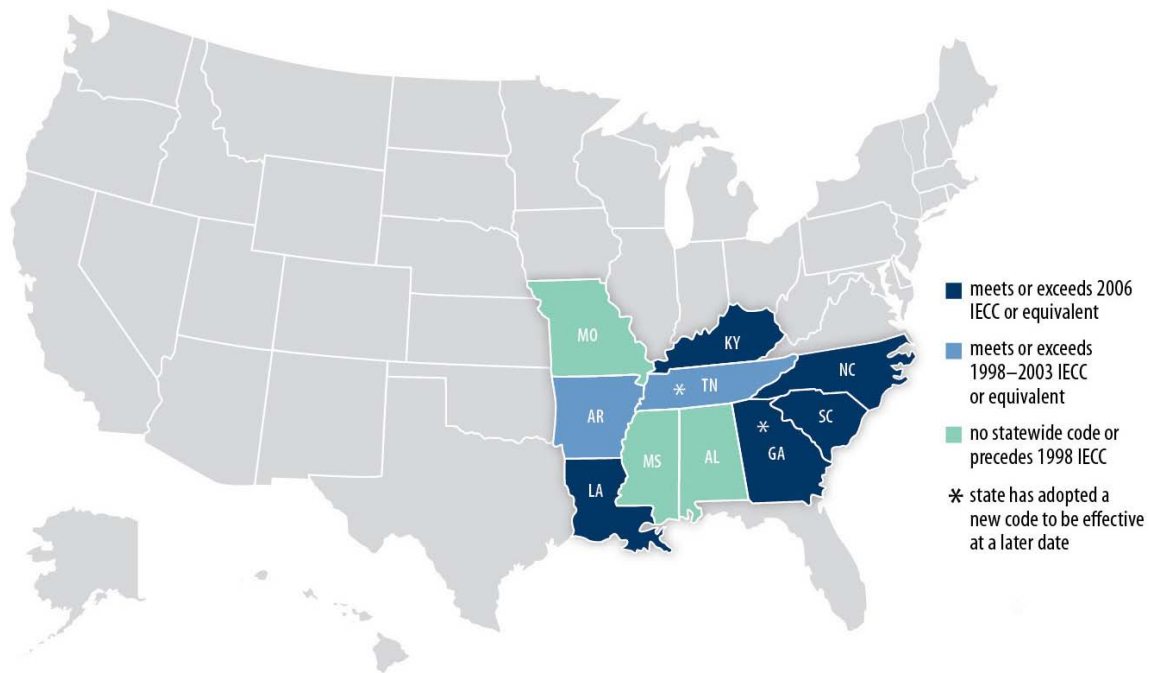 MO
KY
* TN
NC
AR
SC
*
MS
AL
GA
LA
meets or exceeds 2006
IECC or equivalent
meets or exceeds
1998–2003 IECC
or equivalent
no statewide code or
precedes 1998 IECC
* state has adopted a
new code to be effective
at a later date